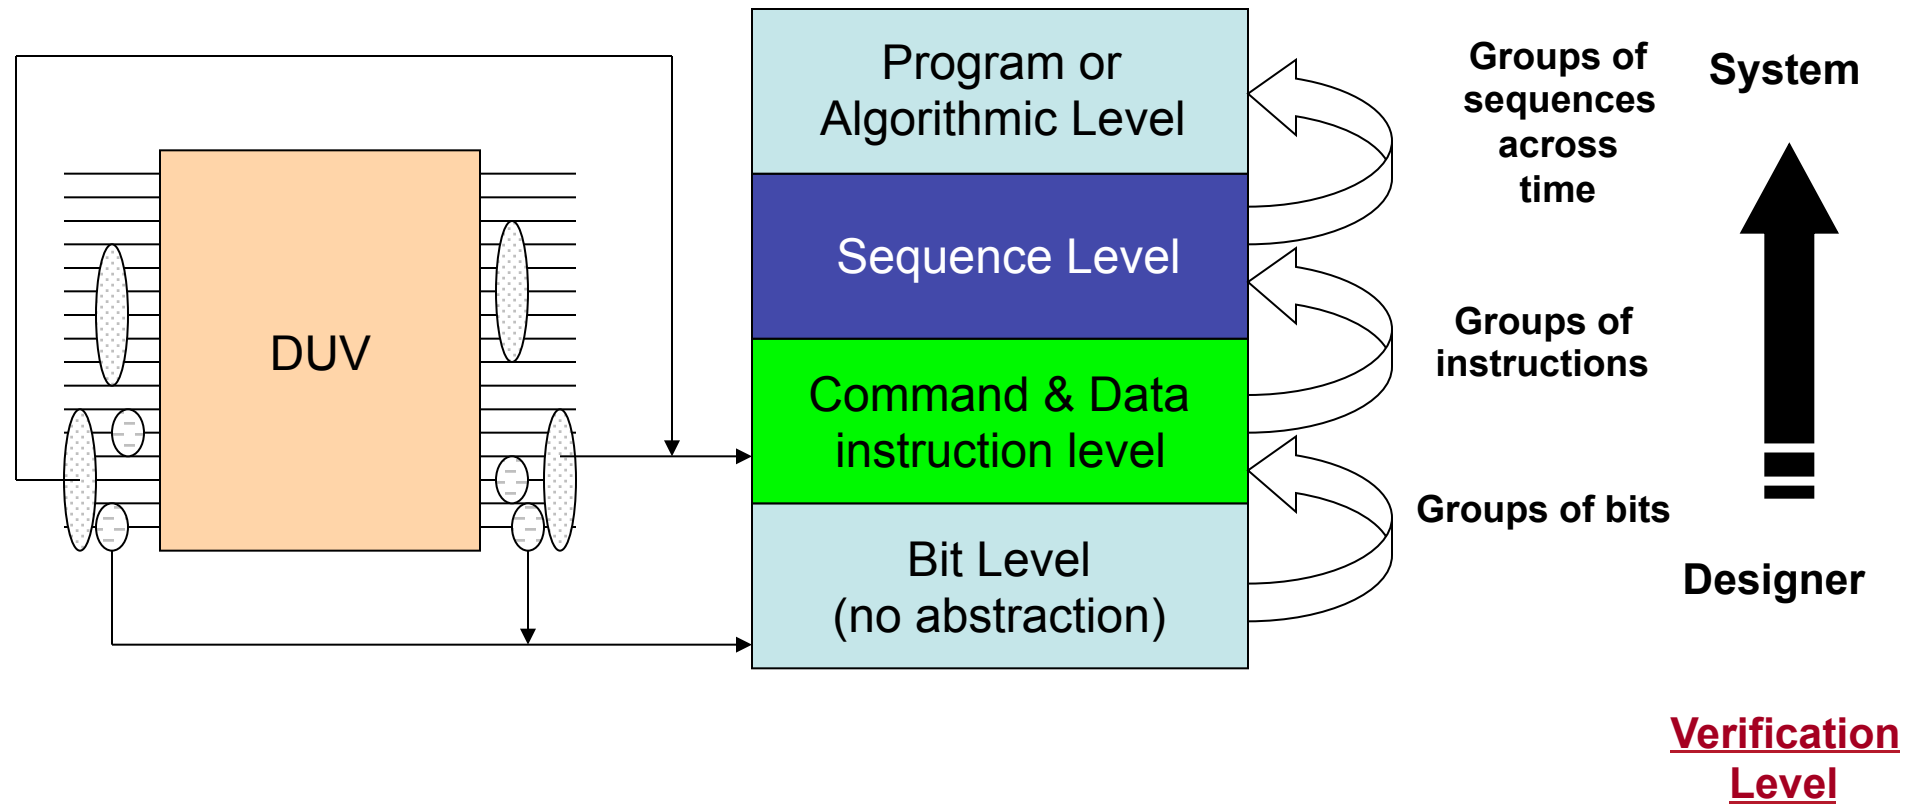 DUV
Program or
Algorithmic Level
Sequence Level
Command & Data
instruction level
Bit Level
(no abstraction)
Groups of
sequences
across
time
Groups of
instructions
Groups of bits
System
Designer
Verification
Level